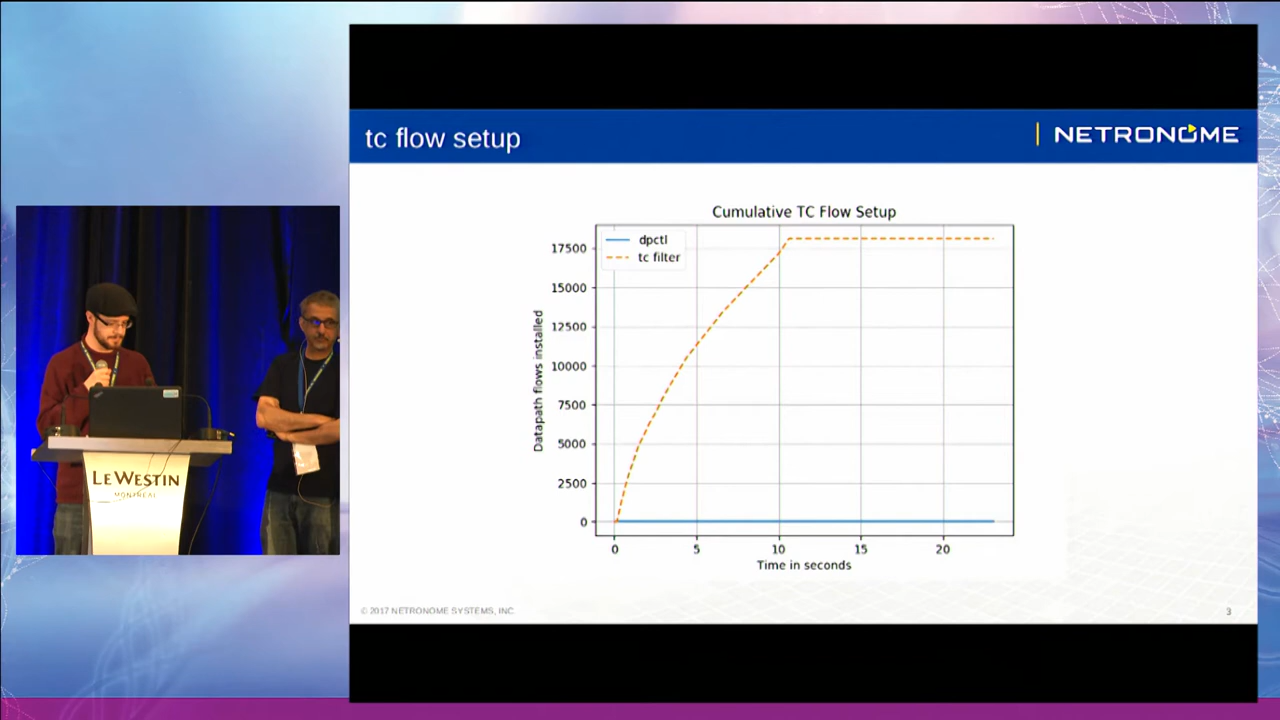 tc flow setup
NETRONOME
Cumulative TC Flow Setup
dpctl
tc filter
17500
15000
12500
10000
7500
5000
2500
0
Datapath flows installed
0 5 10 15 20
Time in seconds
© 2017 NETRONOME SYSTEMS, INC.
3
LE WESTIN
MONTRÉAL